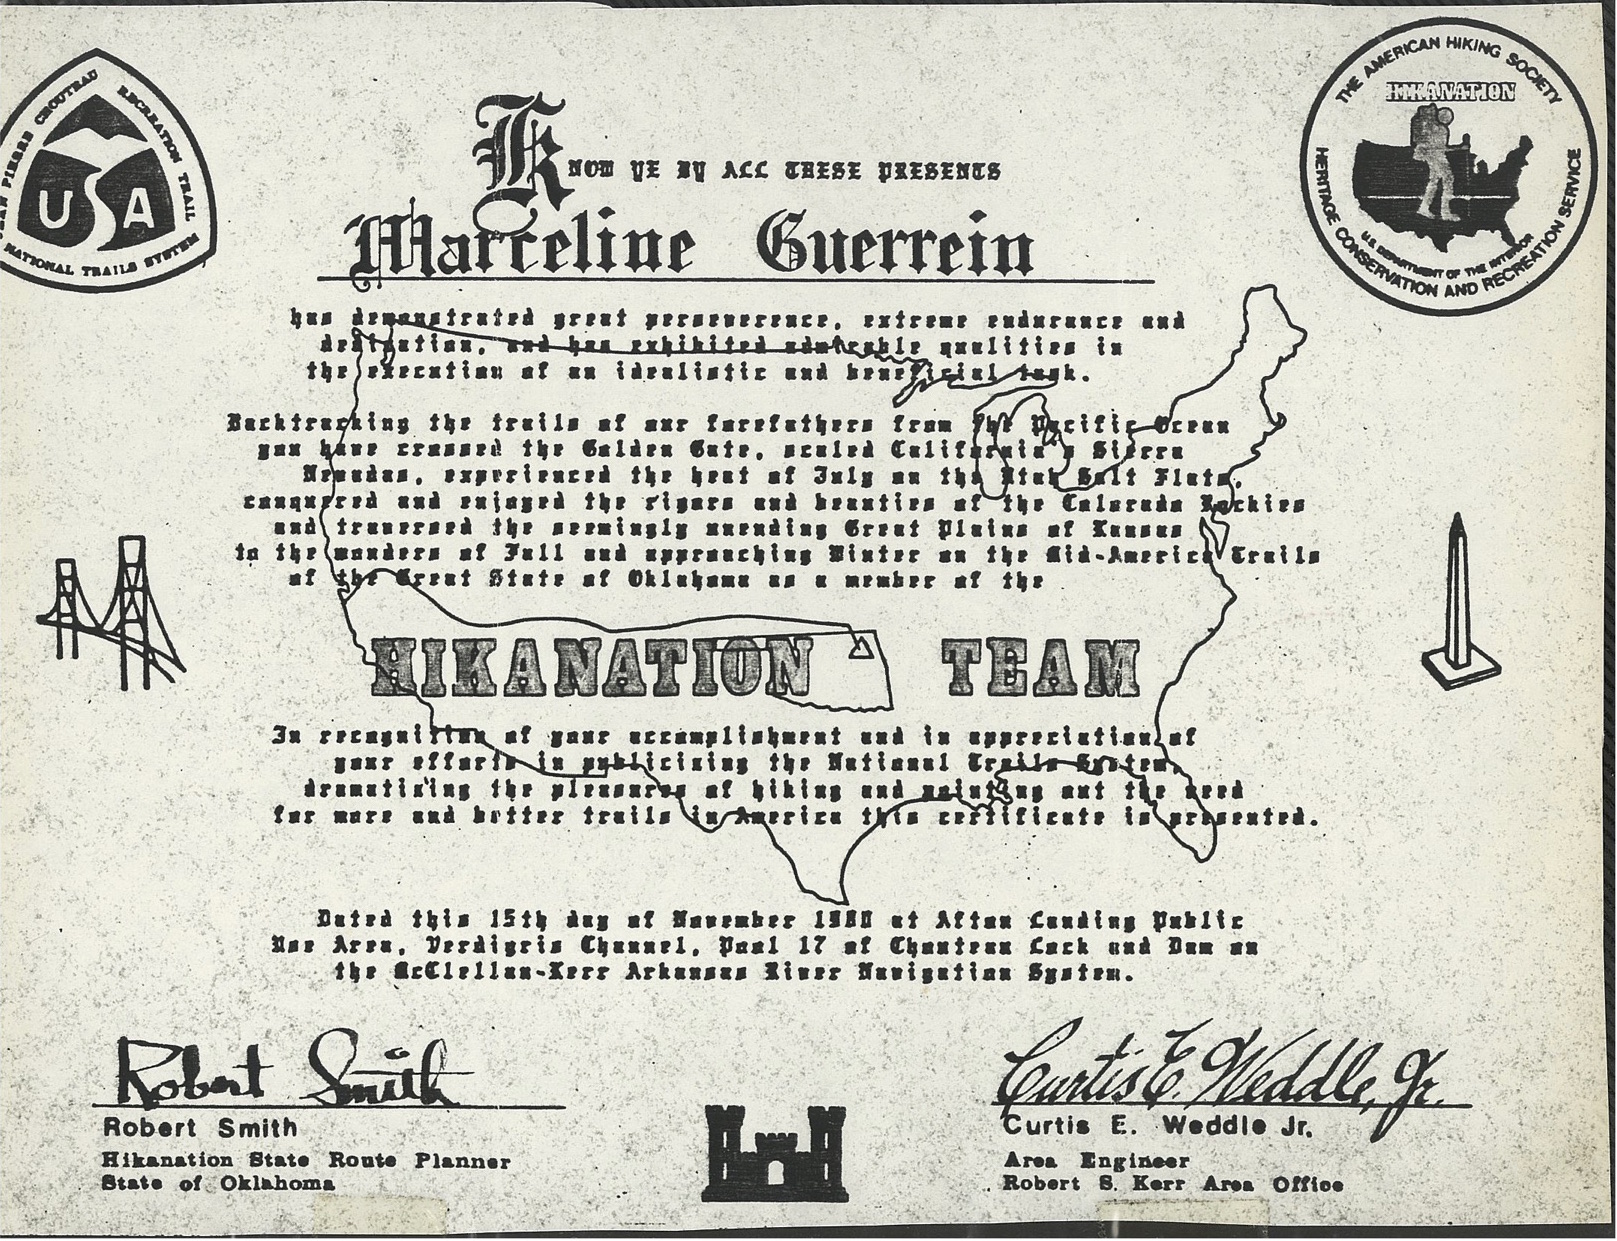 JEAN PIERRE CHOUTEAU RECREATION TRAIL
USA
NATIONAL TRAILS SYSTEM
THE AMERICAN HIKING SOCIETY
HIKANATION
U.S. DEPARTMENT OF THE INTERIOR
HERITAGE CONSERVATION AND RECREATION SERVICE
KNOW YE BY ALL THESE PRESENTS
Marceline Guerrein
has demonstrated great perseverence, extreme endurance and
dedication, and has exhibited admirable qualities in
the execution of an idealistic and beneficial task.
Backtracking the trails of our forefathers from the Pacific Ocean
you have crossed the Golden Gate, scaled California's Sierra
Nevadas, experienced the heat of July on the Utah Salt Flats,
conquered and enjoyed the rigors and beauties of the Colorado Rockies
and traversed the seemingly unending Great Plains of Kansas
to the wonders of Fall and approaching Winter on the Mid-America Trails
of the Great State of Oklahoma as a member of the
HIKANATION TEAM
In recognition of your accomplishment and in appreciation of
your efforts in publicizing the National Trails System,
dramatizing the pleasures of hiking and pointing out the need
for more and better trails in America this certificate is presented.
Dated this 15th day of November 1980 at Afton Landing Public
Use Area, Verdigris Channel, Pool 17 of Chouteau Lock and Dam on
the McClellan-Kerr Arkansas River Navigation System.
Robert Smith
Curtis E. Weddle, Jr.
Robert Smith
Curtis E. Weddle Jr.
Hikanation State Route Planner
Area Engineer
State of Oklahoma
Robert S. Kerr Area Office